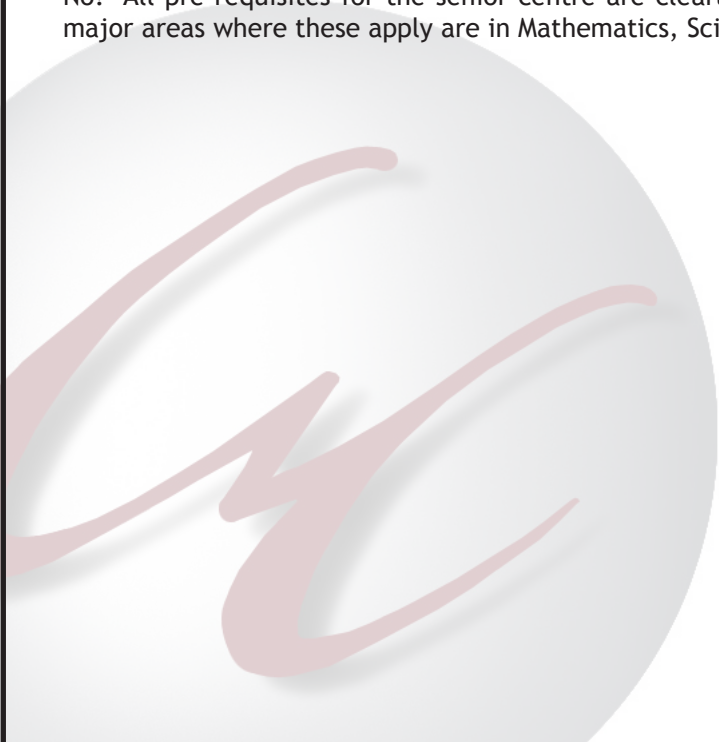 No! All pre-requisites for the senior centre are clear
major areas where these apply are in Mathematics, Sci